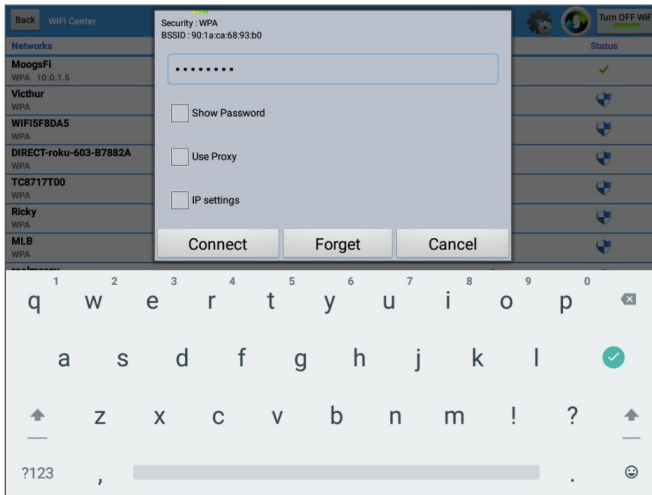 Back WiFi Center
Turn OFF WiF
Networks
Status
MoogsFi
WPA 10.0.1.5
Victhur
WPA
WIFI5F8DA5
WPA
DIRECT-roku-603-B7882A
WPA
TC8717T00
WPA
Ricky
WPA
MLB
WPA
Security : WPA
BSSID : 90:1a:ca:68:93:b0
••••••••
Show Password
Use Proxy
IP settings
Connect Forget Cancel
1 2 3 4 5 6 7 8 9 0
q w e r t y u i o p
a s d f g h j k l
z x c v b n m ! ?
?123 , .